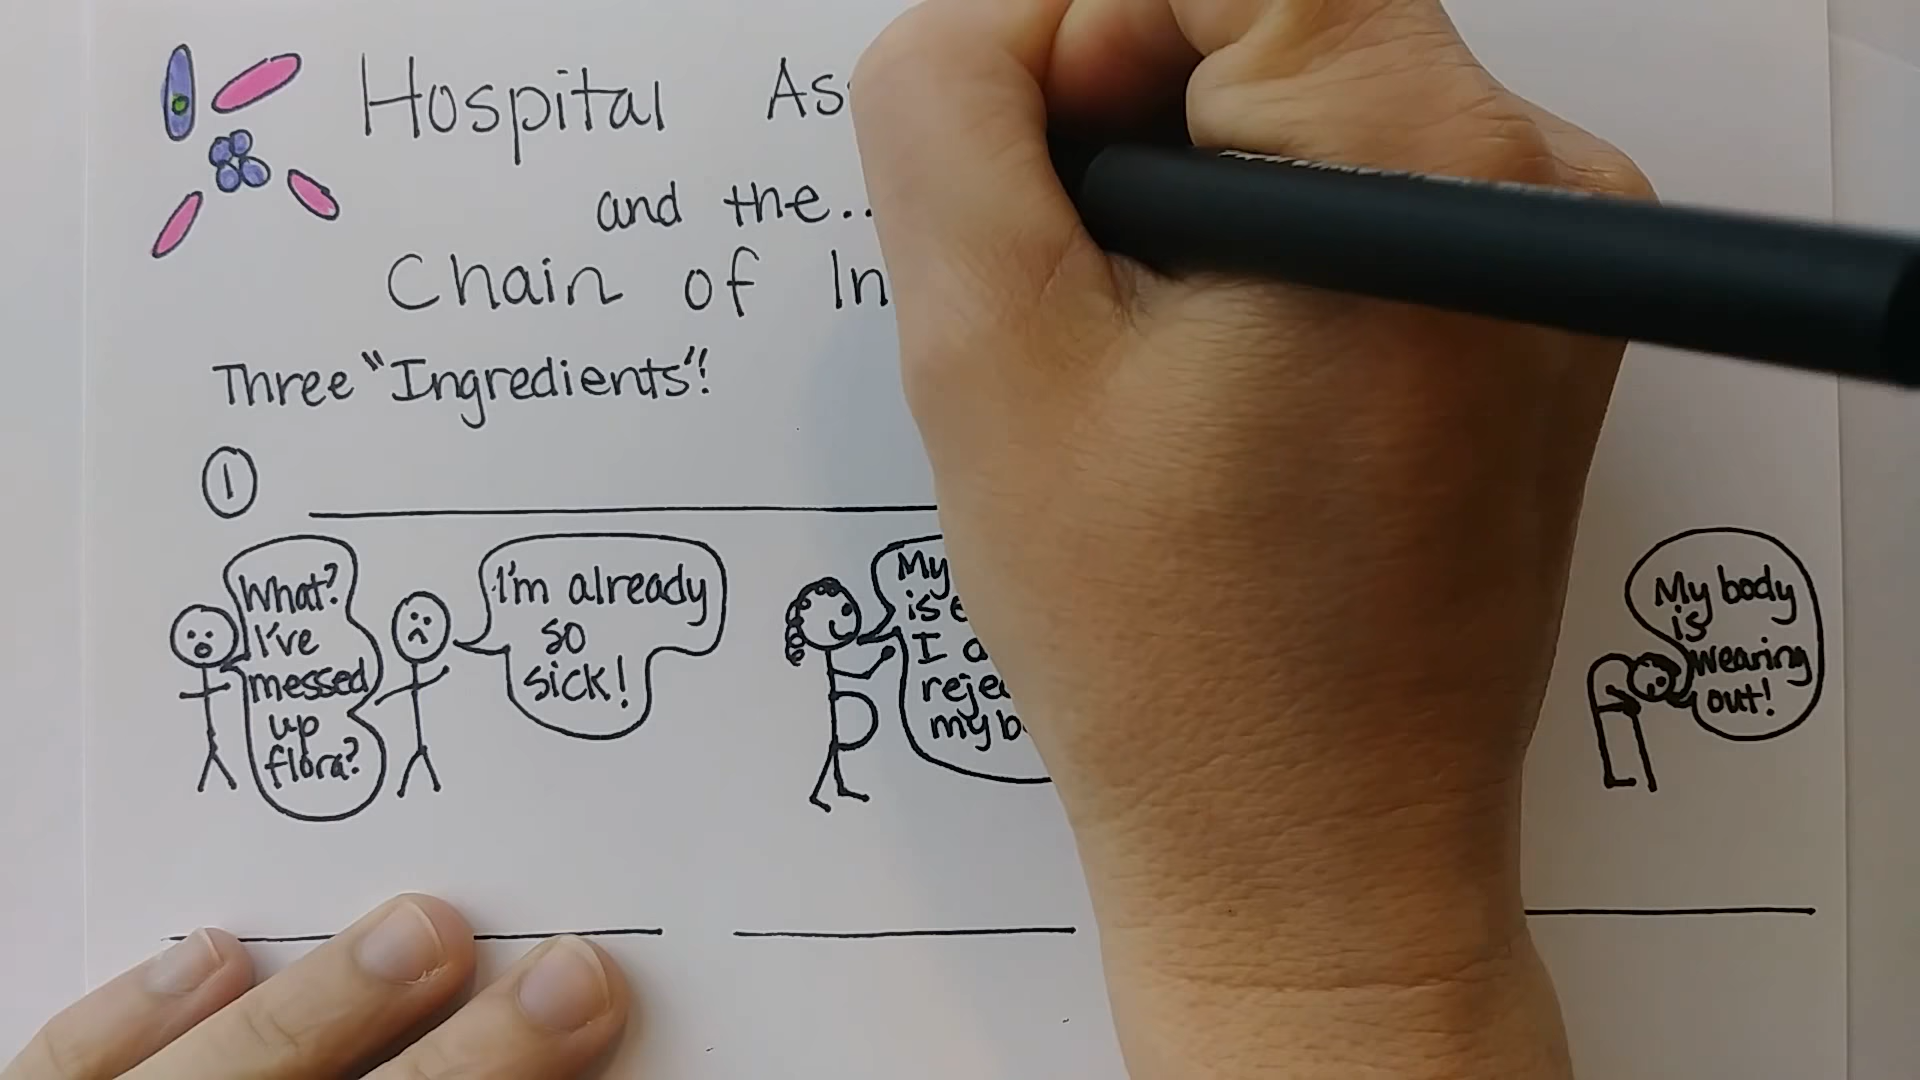 Hospital As
and the..
Chain of In
Three "Ingredients"!
1
What?
I've
messed
up
flora?
I'm already
so
sick!
My
is
I
rejec
my b
My body
is
wearing
out!